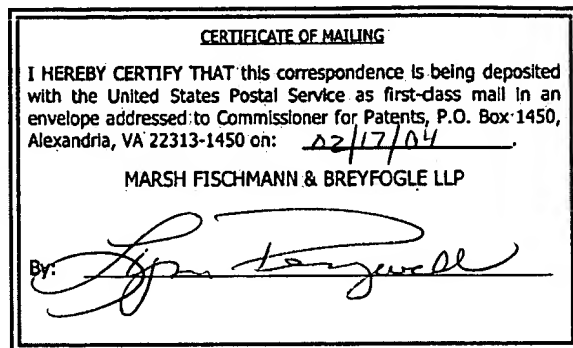 CERTIFICATE OF MAILING
I HEREBY CERTIFY THAT this correspondence is being deposited
with the United States Postal Service as first-class mail in an
envelope addressed to Commissioner for Patents, P.O. Box 1450,
Alexandria, VA 22313-1450 on: 02/17/04.
MARSH FISCHMANN & BREYFOGLE LLP
By: